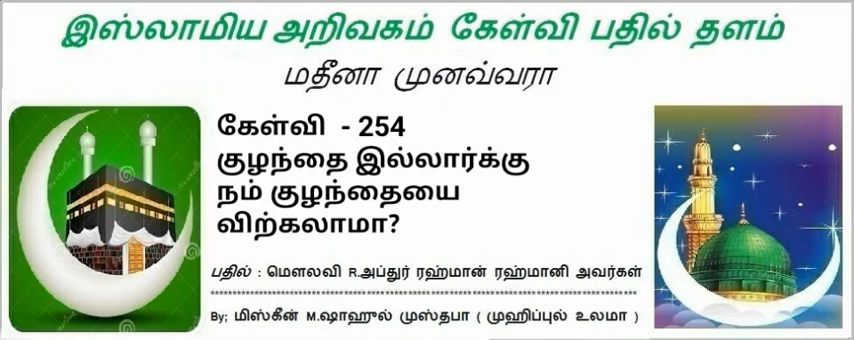 இஸ்லாமிய அறிவகம் கேள்வி பதில் தளம்
மதீனா முனவ்வரா
கேள்வி - 254
குழந்தை இல்லார்க்கு
நம் குழந்தையை
விற்கலாமா?
பதில் : மௌலவி R.அப்துர் ரஹ்மான் ரஹ்மானி அவர்கள்
By; மிஸ்கீன் M.ஷாஹுல் முஸ்தபா ( முஹிப்புல் உலமா )